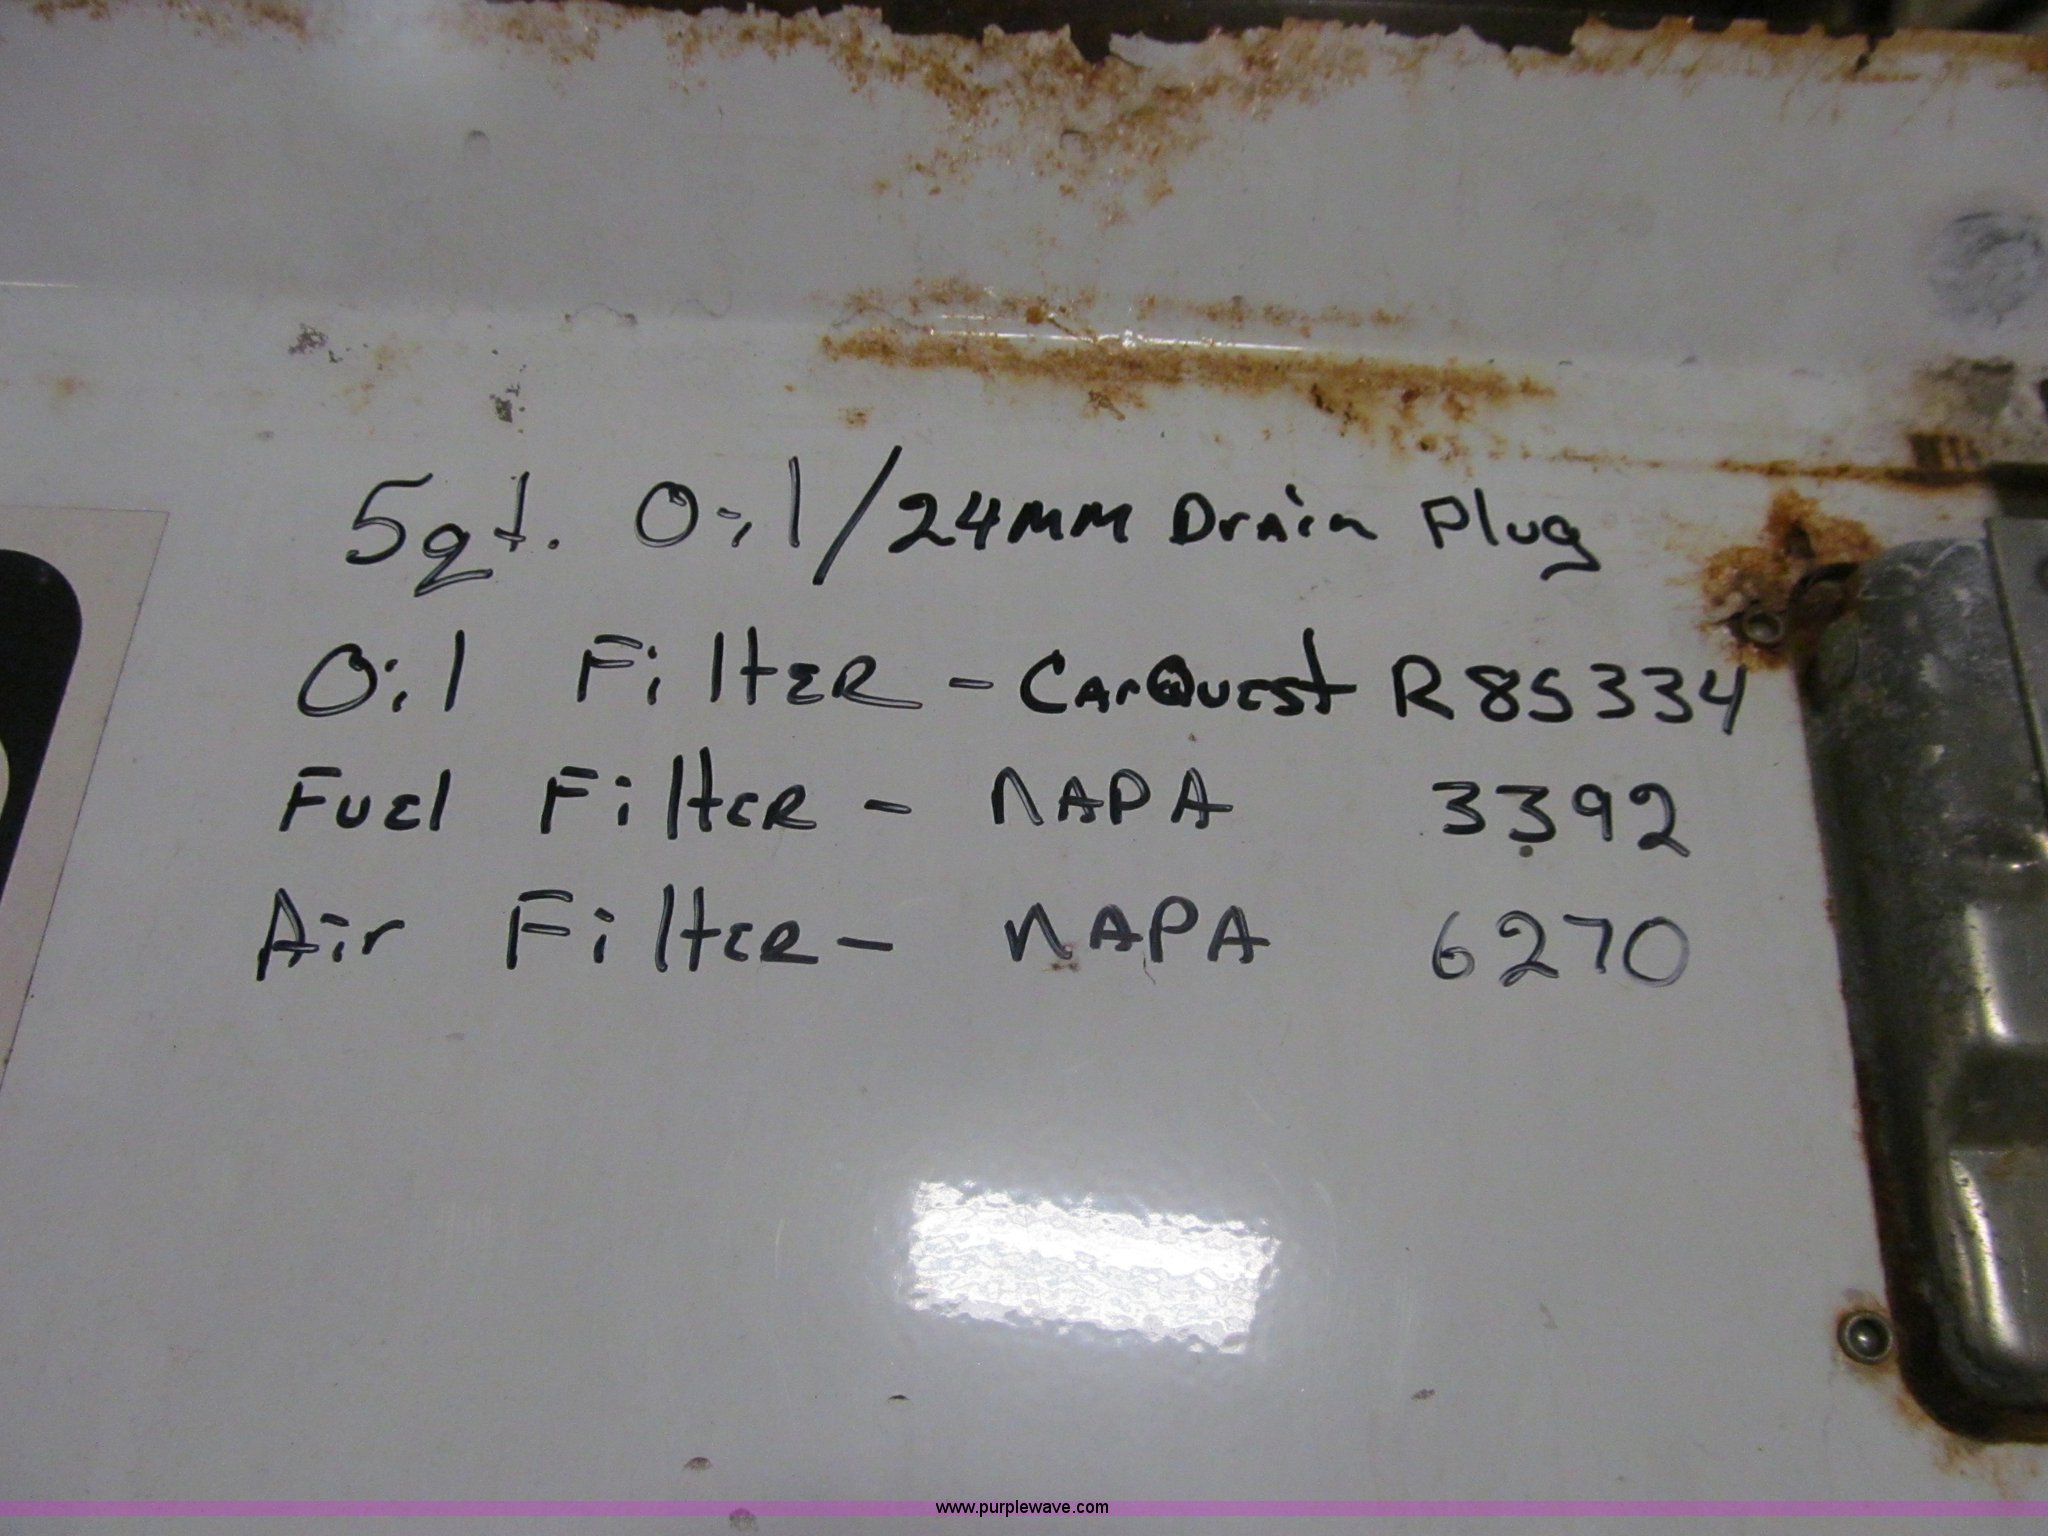 5qt. Oil/24mm Drain Plug
Oil Filter - CarQuest R85334
Fuel Filter - NAPA 3392
Air Filter - NAPA 6270
www.purplewave.com